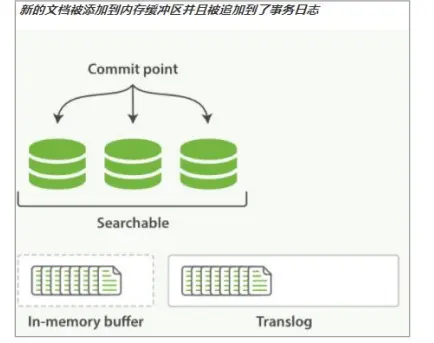 新的文档被添加到内存缓冲区并且被追加到了事务日志
Commit point
Searchable
In-memory buffer
Translog